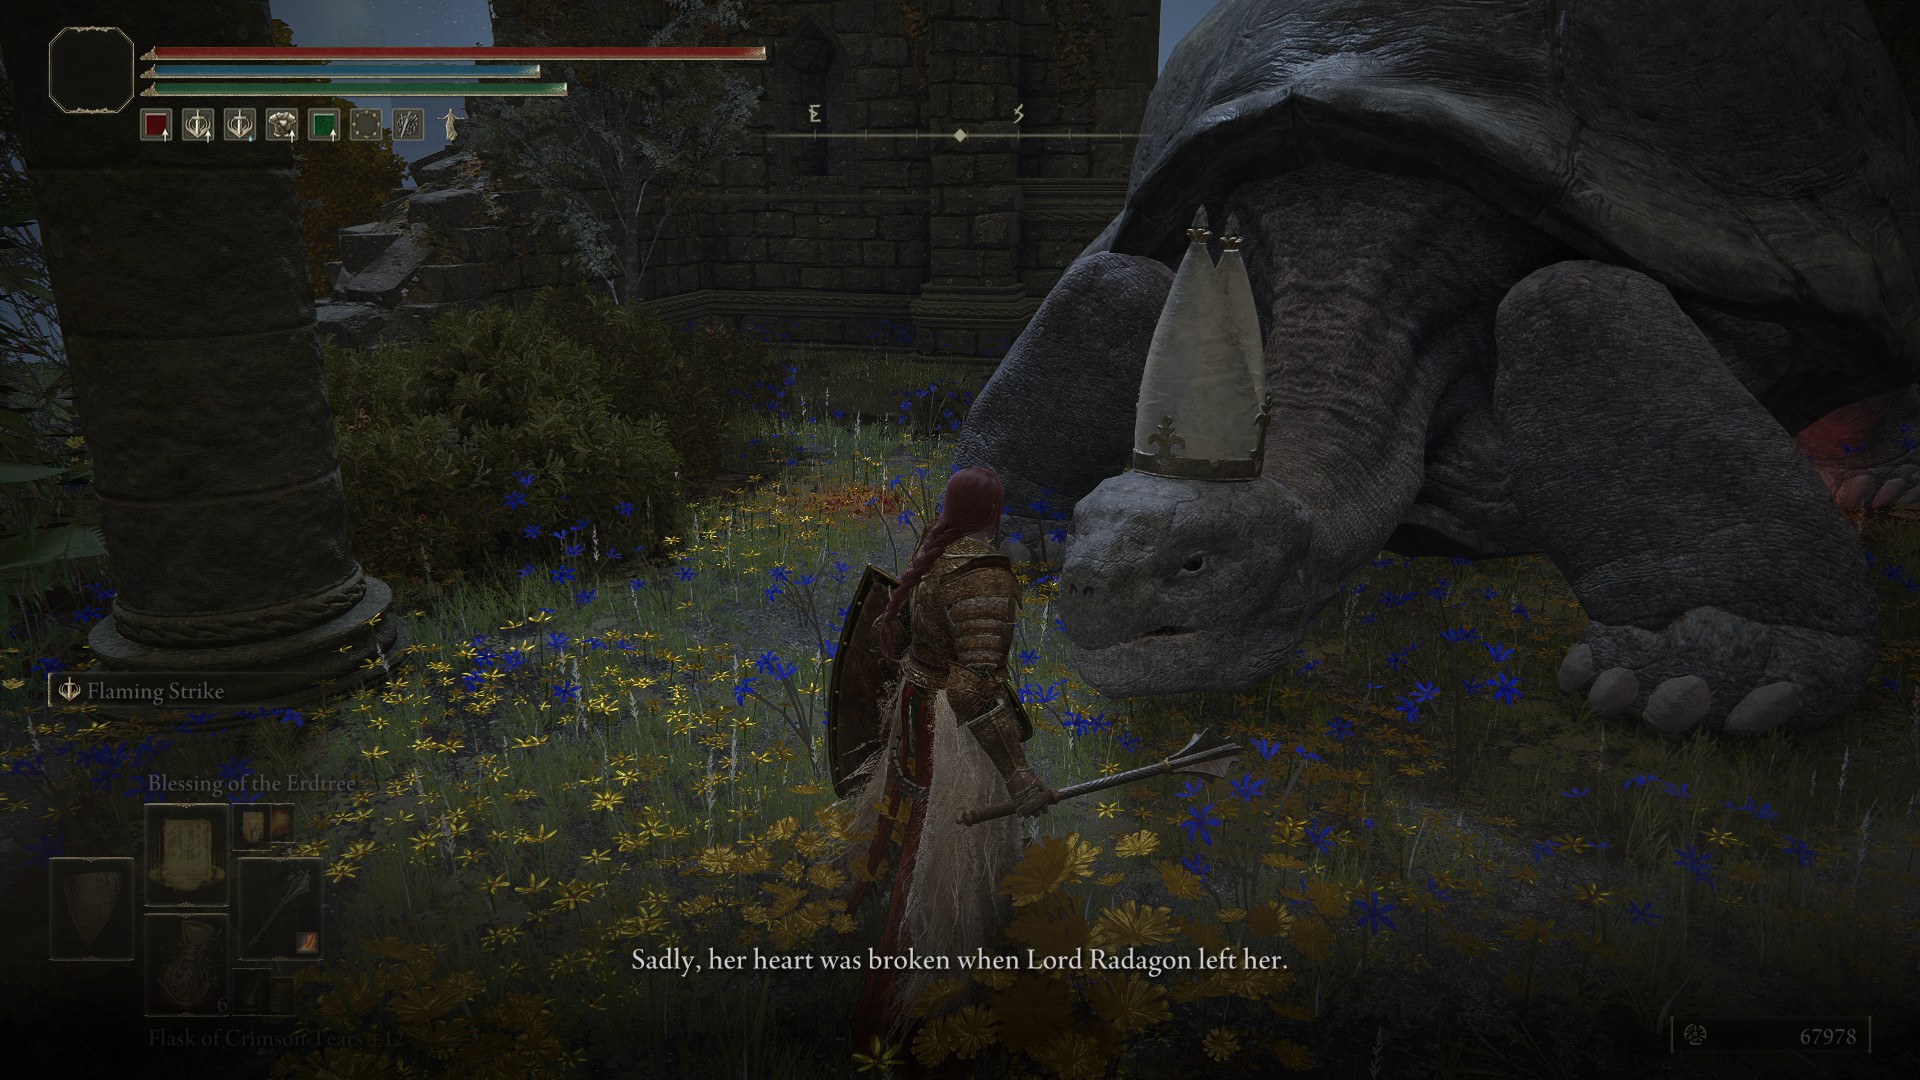 E S
Flaming Strike
Blessing of the Erdtree
6
Flask of Crimson Tears +12
Sadly, her heart was broken when Lord Radagon left her.
67978